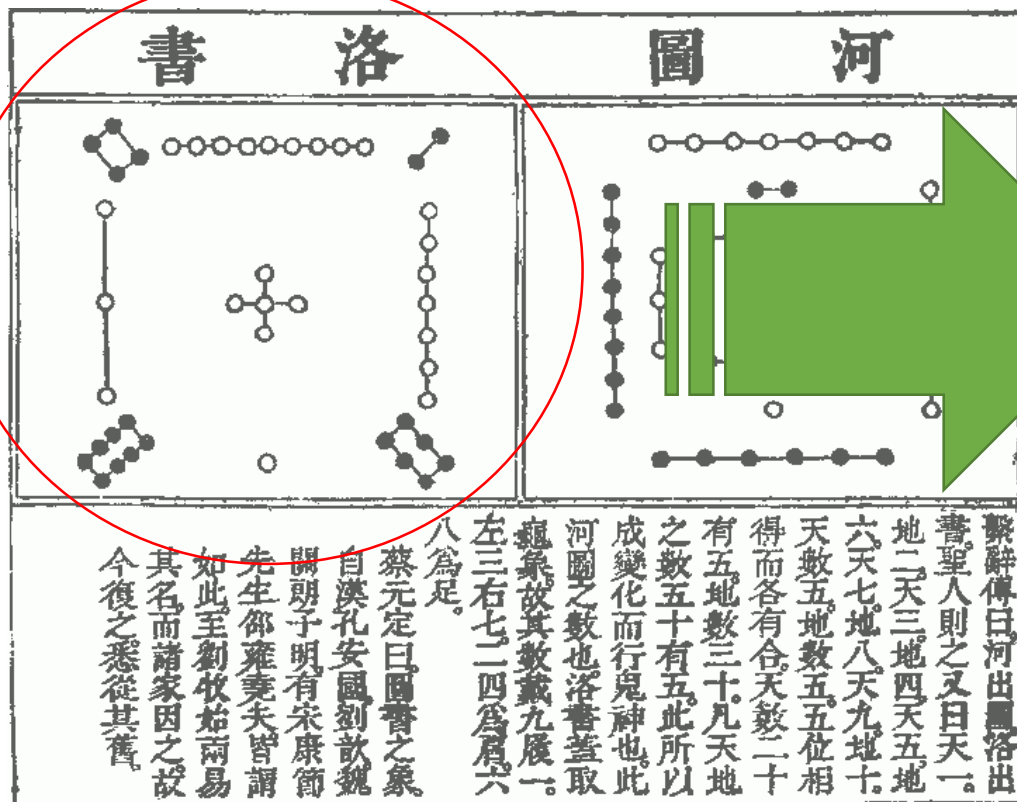 河圖
洛書
繫辭傳曰。河出圖洛出
書。聖人則之。又曰天一。
地二。天三。地四。天五。地
六。天七。地八。天九。地十。
天數五。地數五。五位相
得而各有合。天數二十
有五。地數三十。凡天地
之數五十有五。此所以
成變化而行鬼神也。此
河圖之數也。洛書蓋取
龜象。故其數戴九履一。
左三右七。二四爲肩。六
八爲足。
蔡元定曰。圖書之象。
自漢孔安國。劉歆。魏
關朗子明。有宋康節
先生邵雍堯夫。皆謂
如此。至劉牧始兩易
其名。而諸家因之。故
今復之。悉從其舊。